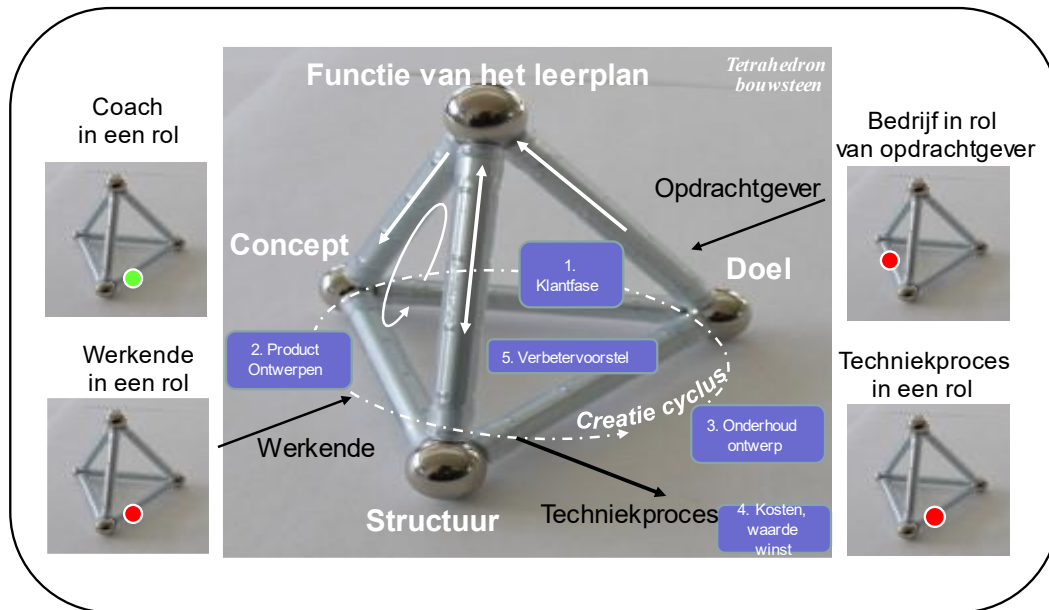 Functie van het leerplan
Tetrahedron
bouwsteen
Coach
in een rol
Bedrijf in rol
van opdrachtgever
Opdrachtgever
Concept
Doel
1.
Klantfase
2. Product
Ontwerpen
5. Verbetervoorstel
Werkende
in een rol
Techniekproces
in een rol
Creatie cyclus
3. Onderhoud
ontwerp
Werkende
Structuur
Techniekproces
4. Kosten,
waarde
winst